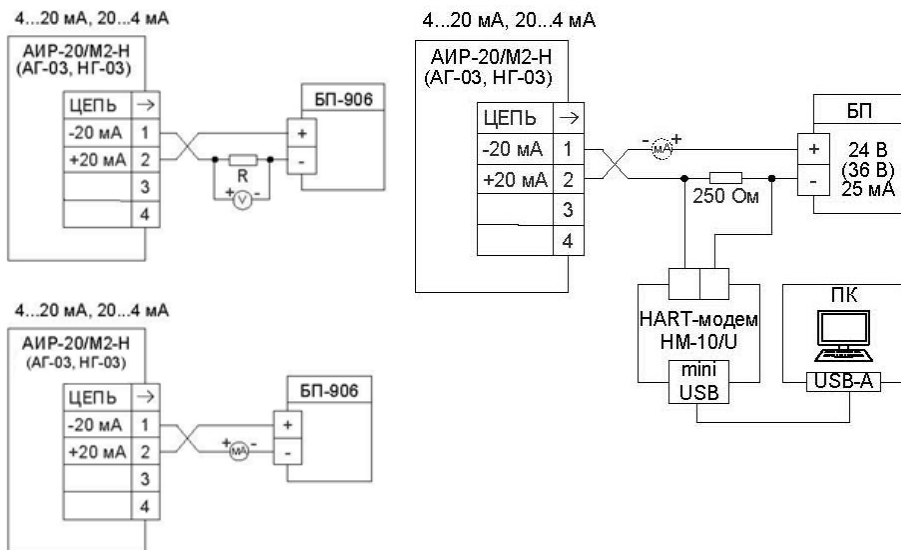 4...20 мА, 20...4 мА
АИР-20/М2-Н
(АГ-03, НГ-03)
ЦЕПЬ →
-20 мА 1
+20 мА 2
3
4
БП-906
+
-
R
+ V -
4...20 мА, 20...4 мА
АИР-20/М2-Н
(АГ-03, НГ-03)
ЦЕПЬ →
-20 мА 1
+20 мА 2
3
4
+ мА -
БП-906
+
-
4...20 мА, 20...4 мА
АИР-20/М2-Н
(АГ-03, НГ-03)
ЦЕПЬ →
-20 мА 1
+20 мА 2
3
4
- мА +
250 Ом
БП
+
-
24 В
(36 В)
25 мА
HART-модем
HM-10/U
mini
USB
ПК
USB-A